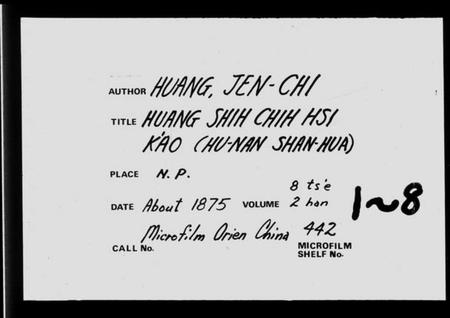 AUTHOR HUANG, JEN-CHI
TITLE HUANG SHIH CHIH HSI
K'AO (HU-NAN SHAN-HUA)
PLACE N. P.
8 ts'e
DATE About 1875 VOLUME 2 han 1~8
Microfilm Orien China 442
CALL No. MICROFILM
SHELF No.